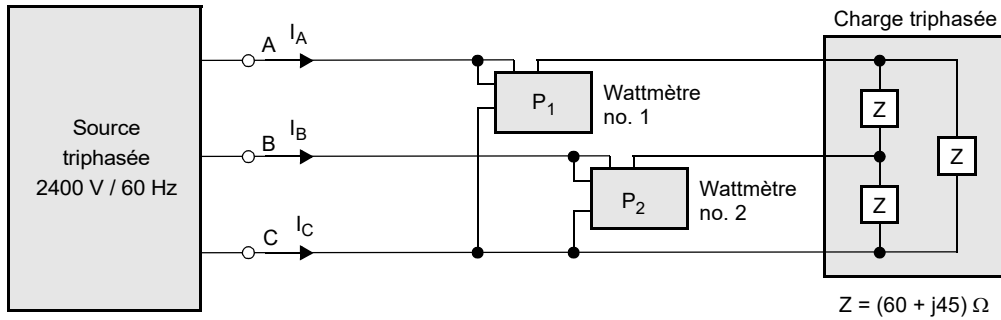 Charge triphasée
Source
triphasée
2400 V / 60 Hz
A
I_A
B
I_B
C
I_C
P_1
Wattmètre
no. 1
P_2
Wattmètre
no. 2
Z
Z
Z
Z = (60 + j45) Ω